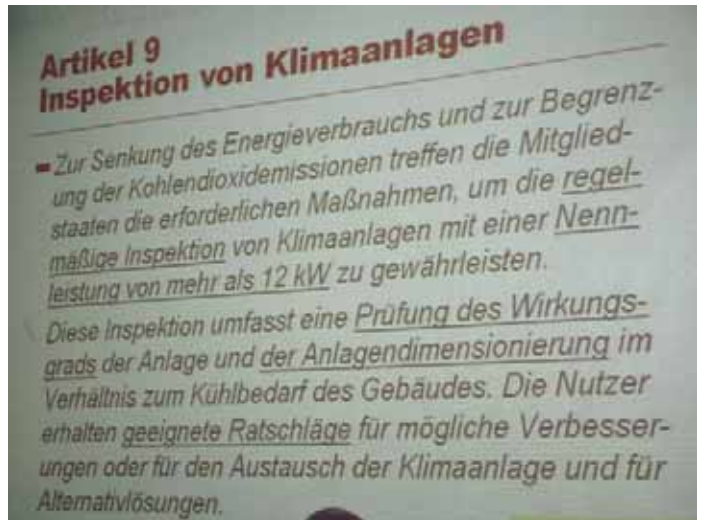 Artikel 9
Inspektion von Klimaanlagen
- Zur Senkung des Energieverbrauchs und zur Begrenz-
ung der Kohlendioxidemissionen treffen die Mitglied-
staaten die erforderlichen Maßnahmen, um die regel-
mäßige Inspektion von Klimaanlagen mit einer Nenn-
leistung von mehr als 12 kW zu gewährleisten.
Diese Inspektion umfasst eine Prüfung des Wirkungs-
grads der Anlage und der Anlagendimensionierung im
Verhältnis zum Kühlbedarf des Gebäudes. Die Nutzer
erhalten geeignete Ratschläge für mögliche Verbesser-
ungen oder für den Austausch der Klimaanlage und für
Alternativlösungen.